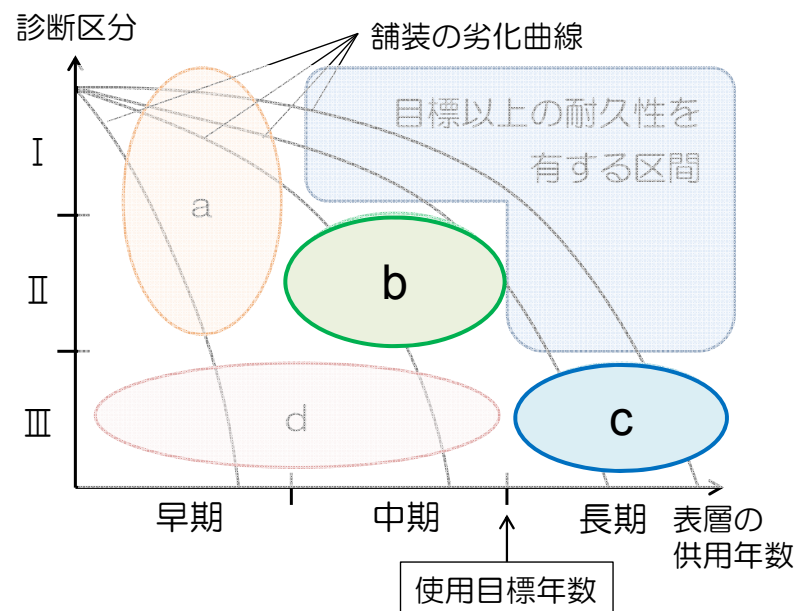 診断区分
舗装の劣化曲線
目標以上の耐久性を
有する区間
Ⅰ
a
Ⅱ
b
Ⅲ
d
c
早期
中期
長期
表層の
供用年数
使用目標年数